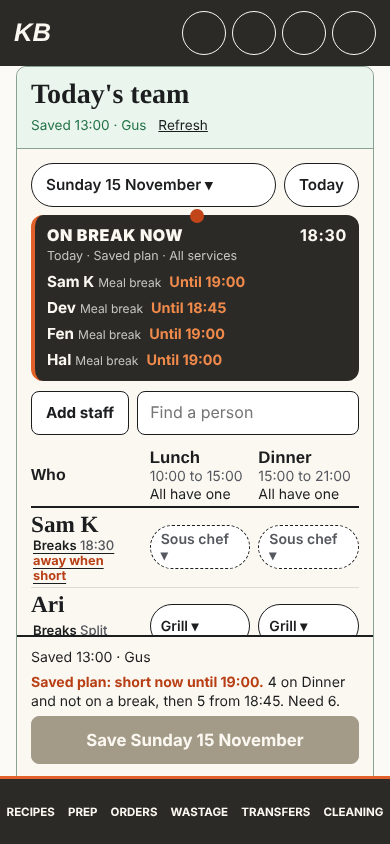 KB
Today's team
Saved 13:00 · Gus Refresh
Sunday 15 November ▾ Today
ON BREAK NOW 18:30
Today · Saved plan · All services
Sam K Meal break Until 19:00
Dev Meal break Until 18:45
Fen Meal break Until 19:00
Hal Meal break Until 19:00
Add staff Find a person
Who Lunch Dinner
10:00 to 15:00 15:00 to 21:00
All have one All have one
Sam K
Breaks 18:30
away when
short
Sous chef ▾ Sous chef ▾
Ari
Breaks Split
Grill ▾ Grill ▾
Saved 13:00 · Gus
Saved plan: short now until 19:00. 4 on Dinner
and not on a break, then 5 from 18:45. Need 6.
Save Sunday 15 November
RECIPES PREP ORDERS WASTAGE TRANSFERS CLEANING